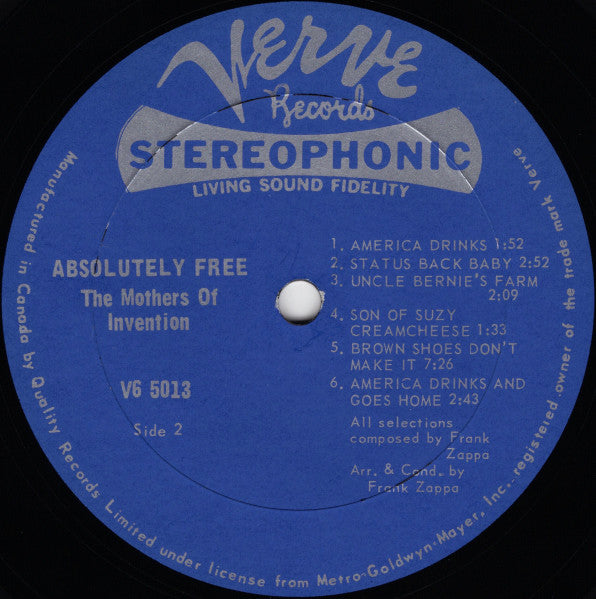 Verve
Records
STEREOPHONIC
LIVING SOUND FIDELITY
ABSOLUTELY FREE
The Mothers Of
Invention
V6 5013
Side 2
1. AMERICA DRINKS 1:52
2. STATUS BACK BABY 2:52
3. UNCLE BERNIE'S FARM
2:09
4. SON OF SUZY
CREAMCHEESE 1:33
5. BROWN SHOES DON'T
MAKE IT 7:26
6. AMERICA DRINKS AND
GOES HOME 2:43
All selections
composed by Frank
Zappa
Arr. & Cond. by
Frank Zappa
Manufactured in Canada by Quality Records Limited under license from Metro-Goldwyn-Mayer, Inc.-registered owner of the trade mark Verve